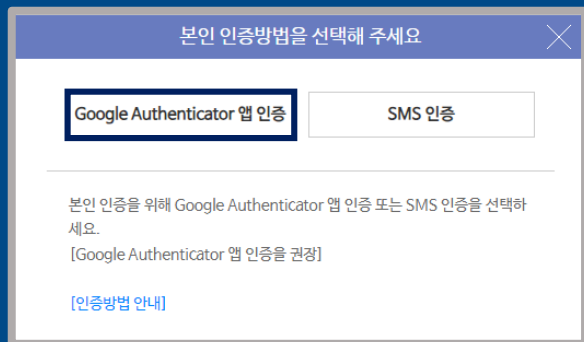 본인 인증방법을 선택해 주세요
Google Authenticator 앱 인증
SMS 인증
본인 인증을 위해 Google Authenticator 앱 인증 또는 SMS 인증을 선택하
세요.
[Google Authenticator 앱 인증을 권장]
[인증방법 안내]